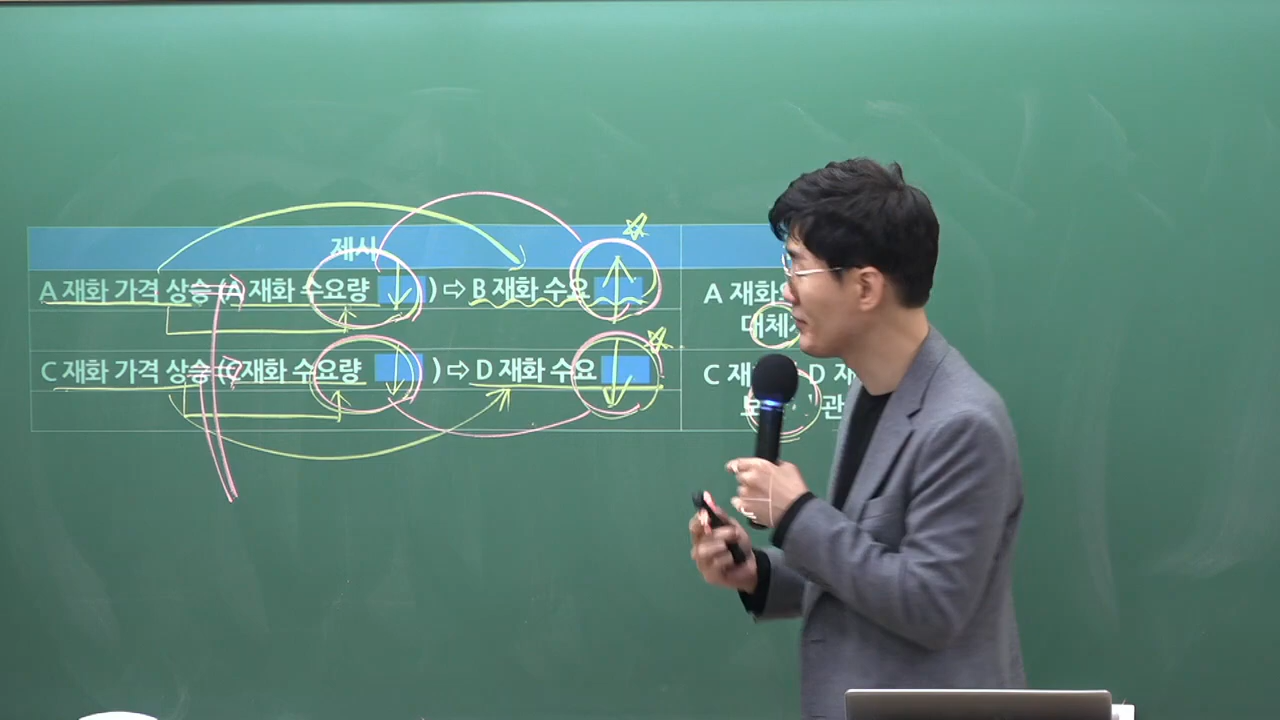 제시
A 재화 가격 상승 (A 재화 수요량 ↓ ) ⇨ B 재화 수요 ↑
A 재화
대체
C 재화 가격 상승 (C 재화 수요량 ↓ ) ⇨ D 재화 수요 ↓
C 재 D 재
관